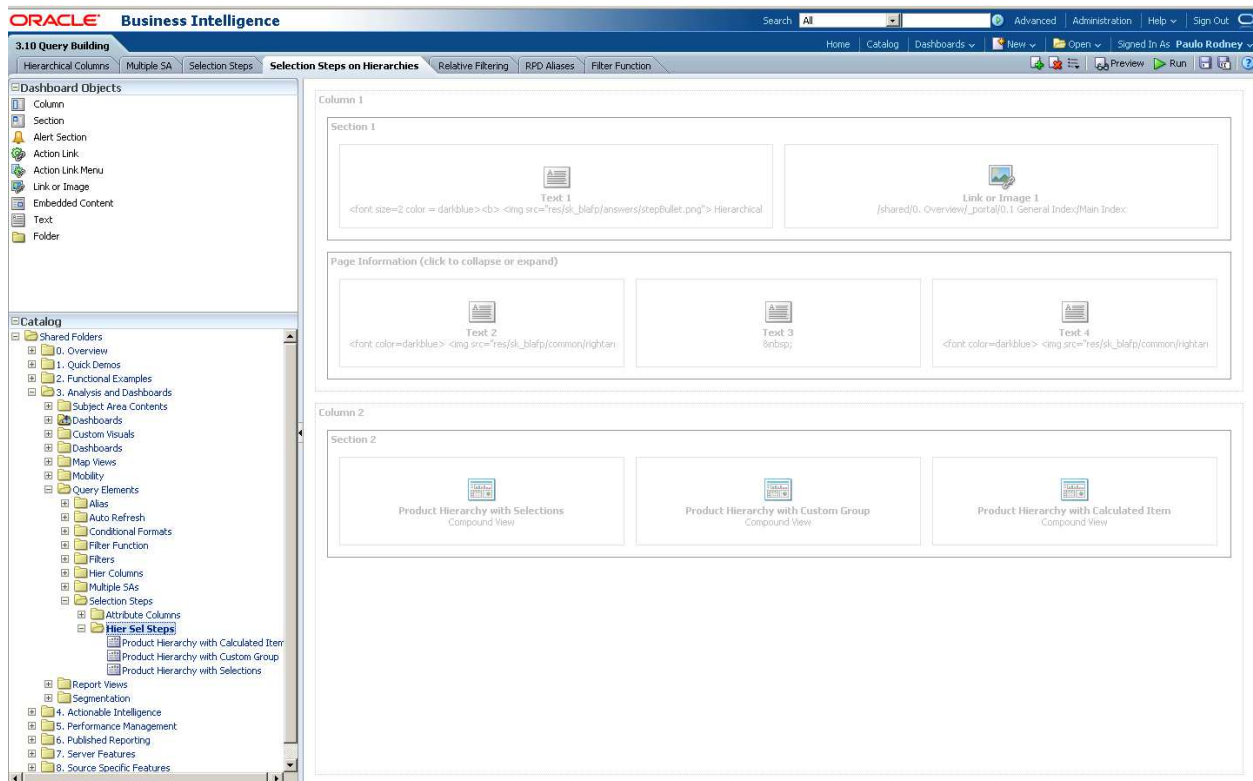 ORACLE Business Intelligence
Search All Advanced Administration Help Sign Out
3.10 Query Building
Home Catalog Dashboards New Open Signed In As Paulo Rodney
Hierarchical Columns Multiple SA Selection Steps Selection Steps on Hierarchies Relative Filtering RPD Aliases Filter Function
Preview Run
Dashboard Objects
Column
Section
Alert Section
Action Link
Action Link Menu
Link or Image
Embedded Content
Text
Folder
Catalog
Shared Folders
0. Overview
1. Quick Demos
2. Functional Examples
3. Analysis and Dashboards
Subject Area Contents
Dashboards
Custom Visuals
Dashboards
Map Views
Mobility
Query Elements
Alias
Auto Refresh
Conditional Formats
Filter Function
Filters
Hier Columns
Multiple SAs
Selection Steps
Attribute Columns
Hier Sel Steps
Product Hierarchy with Calculated Item
Product Hierarchy with Custom Group
Product Hierarchy with Selections
Report Views
Segmentation
4. Actionable Intelligence
5. Performance Management
6. Published Reporting
7. Server Features
8. Source Specific Features
Column 1
Section 1
Text 1
<font size=2 color = darkblue><b> <img src="res/sk_blafp/answers/stepBullet.png"> Hierarchical
Link or Image 1
/shared/0. Overview/_portal/0.1 General Index/Main Index:
Page Information (click to collapse or expand)
Text 2
<font color=darkblue> <img src="res/sk_blafp/common/rightarr
Text 3
&nbsp;
Text 4
<font color=darkblue> <img src="res/sk_blafp/common/rightarr
Column 2
Section 2
Product Hierarchy with Selections
Compound View
Product Hierarchy with Custom Group
Compound View
Product Hierarchy with Calculated Item
Compound View